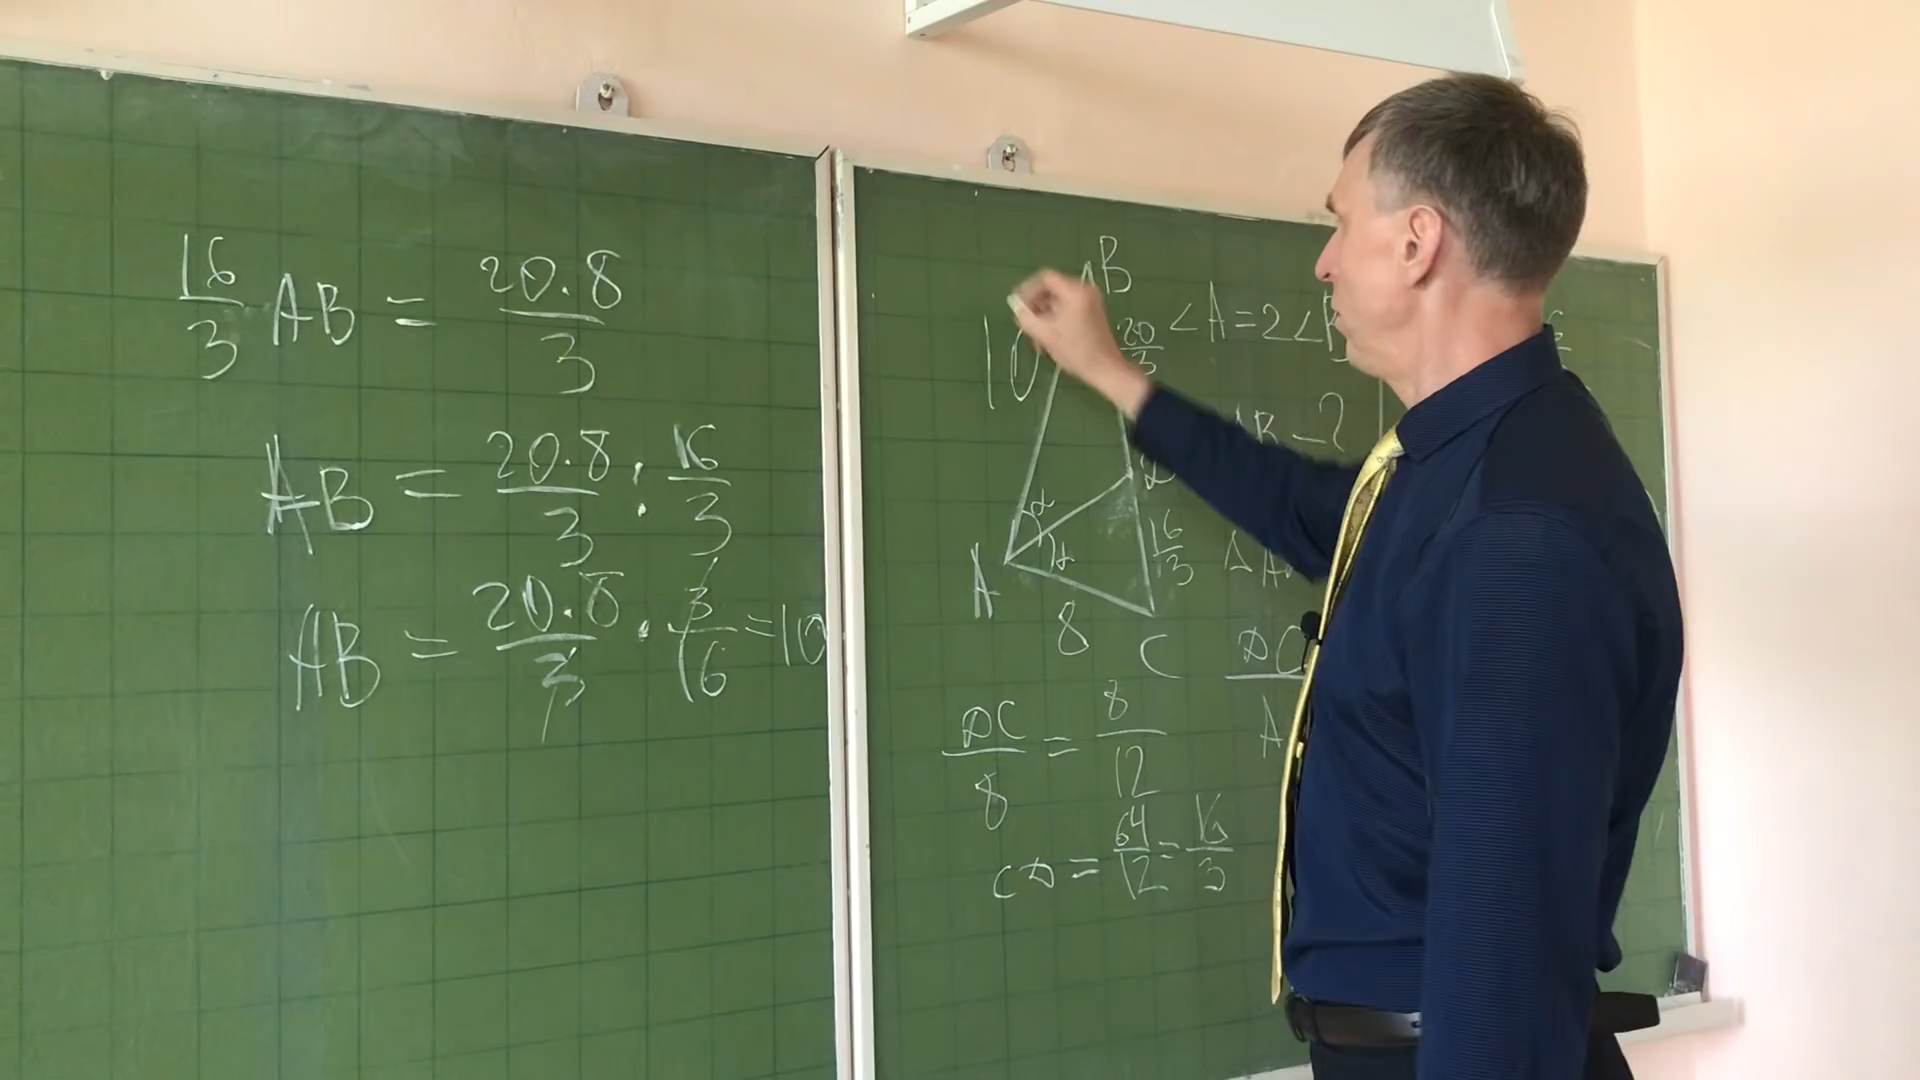 16/3 AB = 20.8/3
AB = 20.8/3 : 16/3
AB = 20.8/3 . 3/16 = 10
B
10
20/3
<A=2<B
AB-?
α
α
16/3
A
8
C
DC/8 = 8/12
CD = 64/12 = 16/3